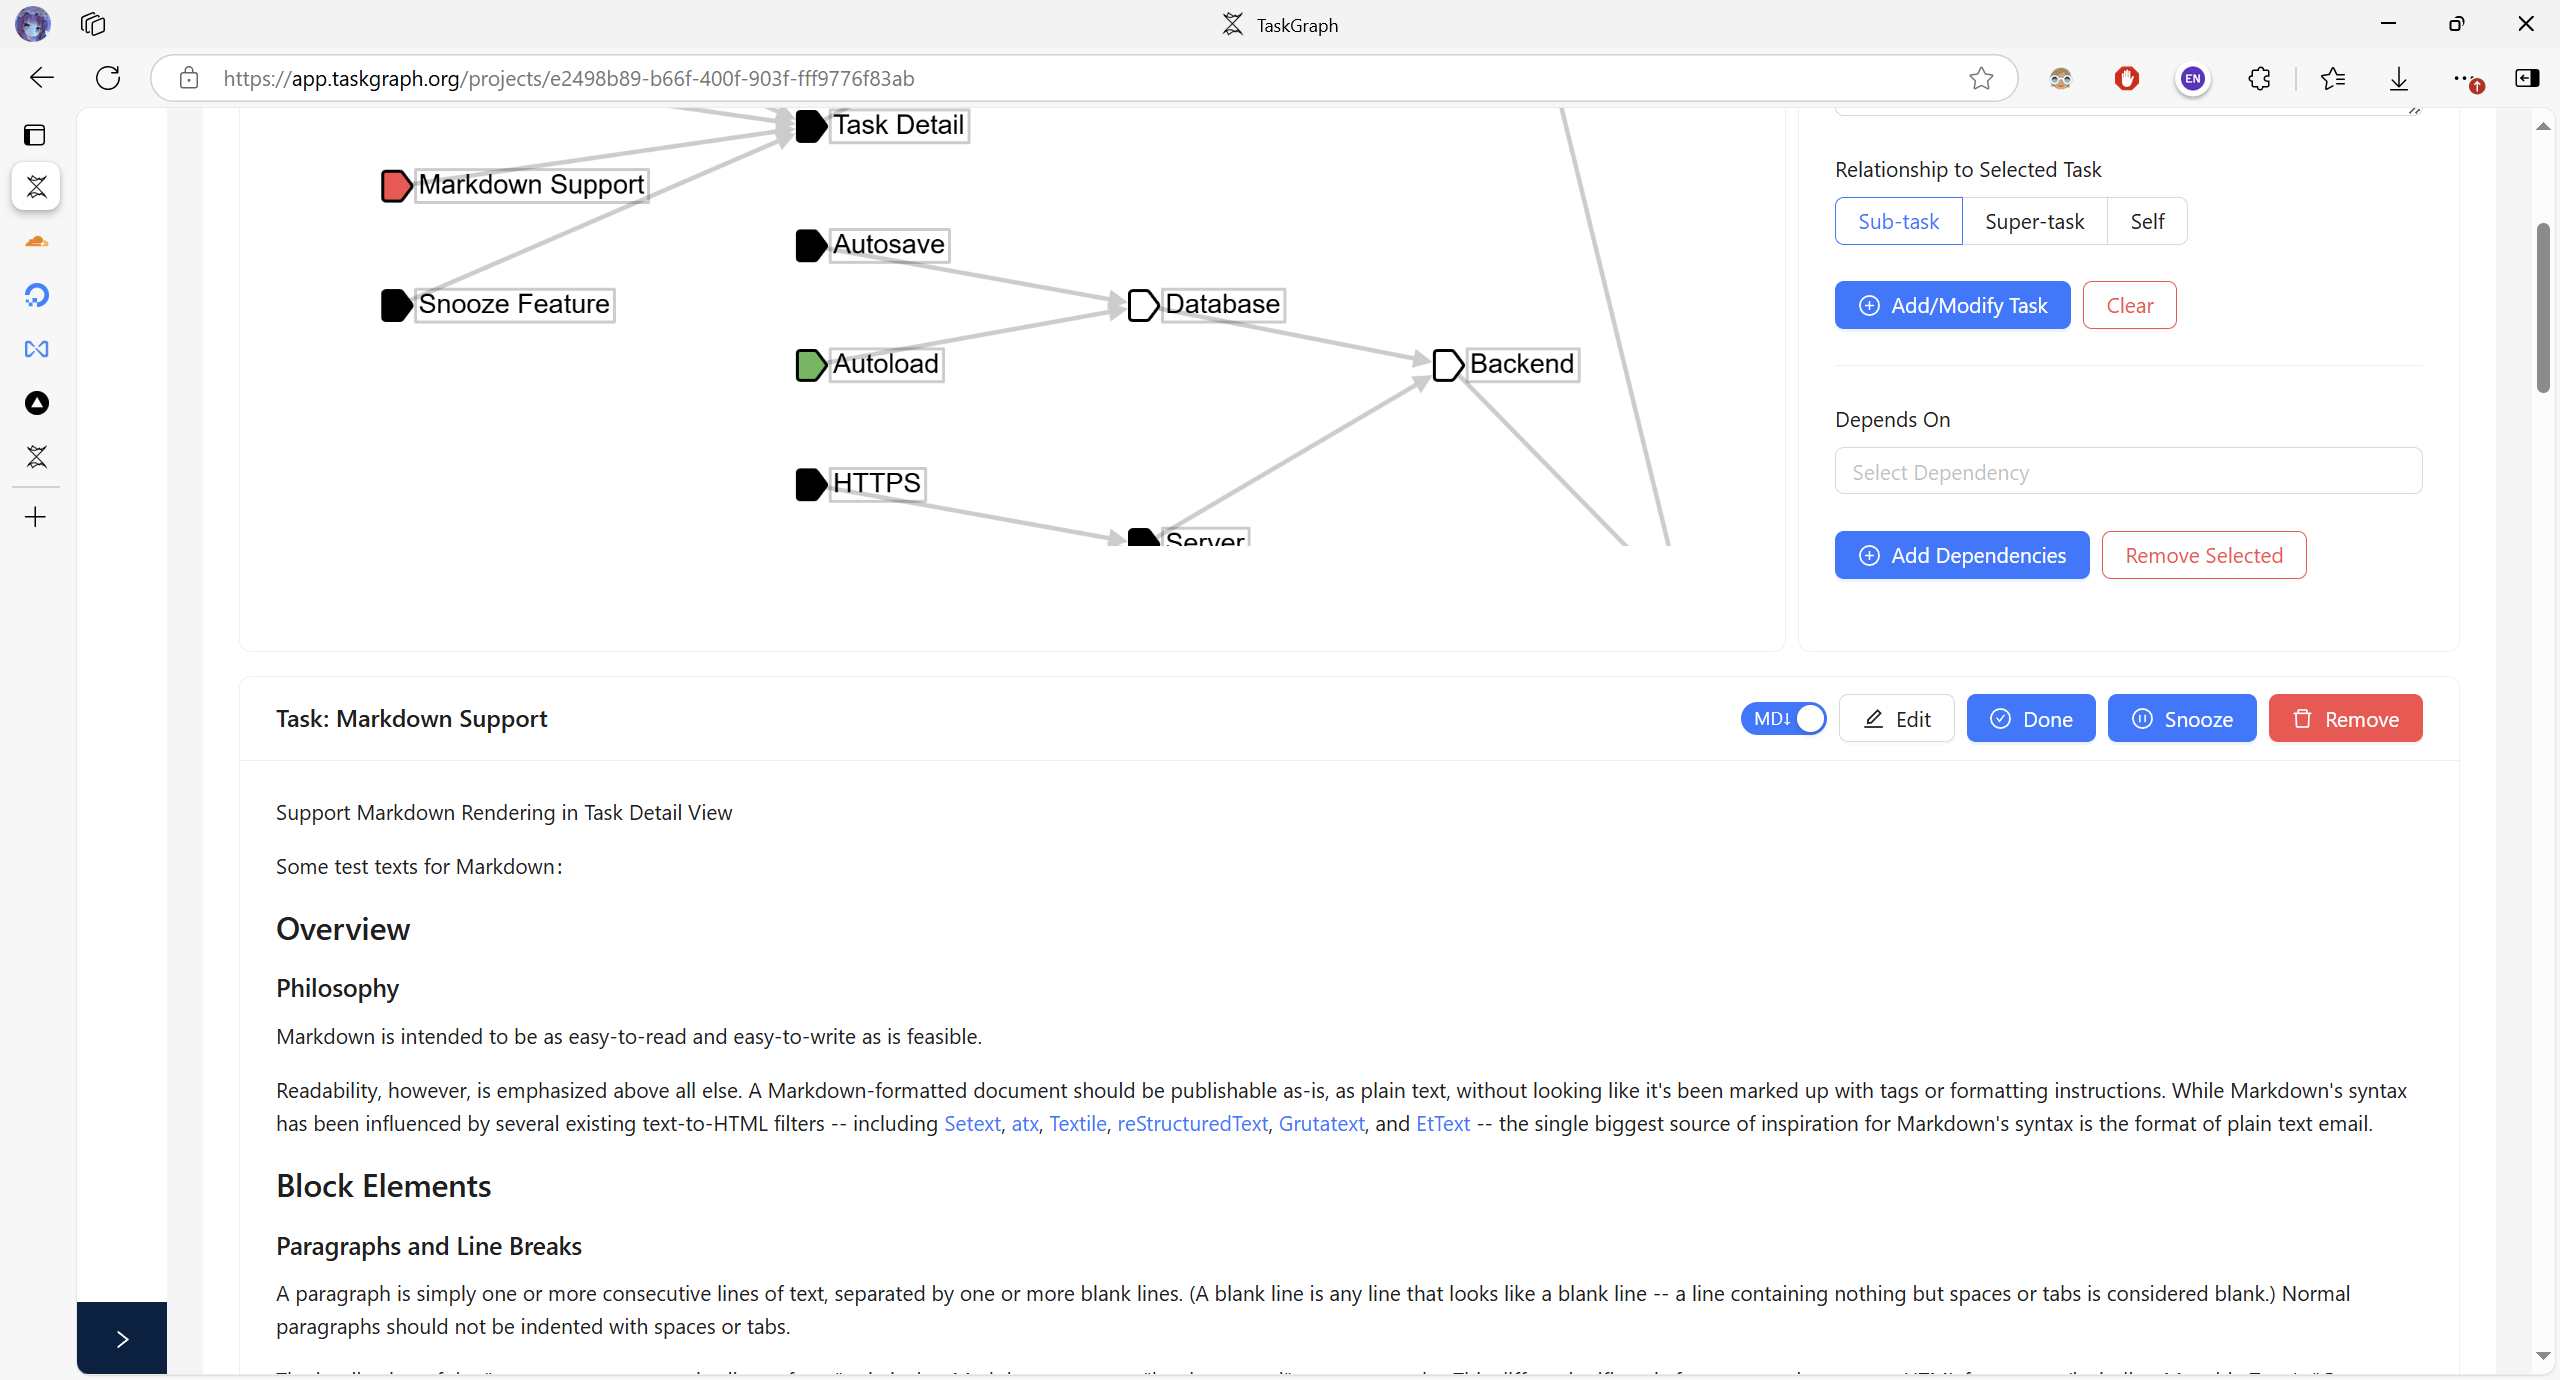 TaskGraph
https://app.taskgraph.org/projects/e2498b89-b66f-400f-903f-fff9776f83ab
EN
Task Detail
Markdown Support
Autosave
Snooze Feature
Database
Autoload
Backend
HTTPS
Server
Relationship to Selected Task
Sub-task
Super-task
Self
Add/Modify Task
Clear
Depends On
Select Dependency
Add Dependencies
Remove Selected
Task: Markdown Support
MD↓
Edit
Done
Snooze
Remove
Support Markdown Rendering in Task Detail View
Some test texts for Markdown:
Overview
Philosophy
Markdown is intended to be as easy-to-read and easy-to-write as is feasible.
Readability, however, is emphasized above all else. A Markdown-formatted document should be publishable as-is, as plain text, without looking like it's been marked up with tags or formatting instructions. While Markdown's syntax
has been influenced by several existing text-to-HTML filters -- including Setext, atx, Textile, reStructuredText, Grutatext, and EtText -- the single biggest source of inspiration for Markdown's syntax is the format of plain text email.
Block Elements
Paragraphs and Line Breaks
A paragraph is simply one or more consecutive lines of text, separated by one or more blank lines. (A blank line is any line that looks like a blank line -- a line containing nothing but spaces or tabs is considered blank.) Normal
paragraphs should not be indented with spaces or tabs.